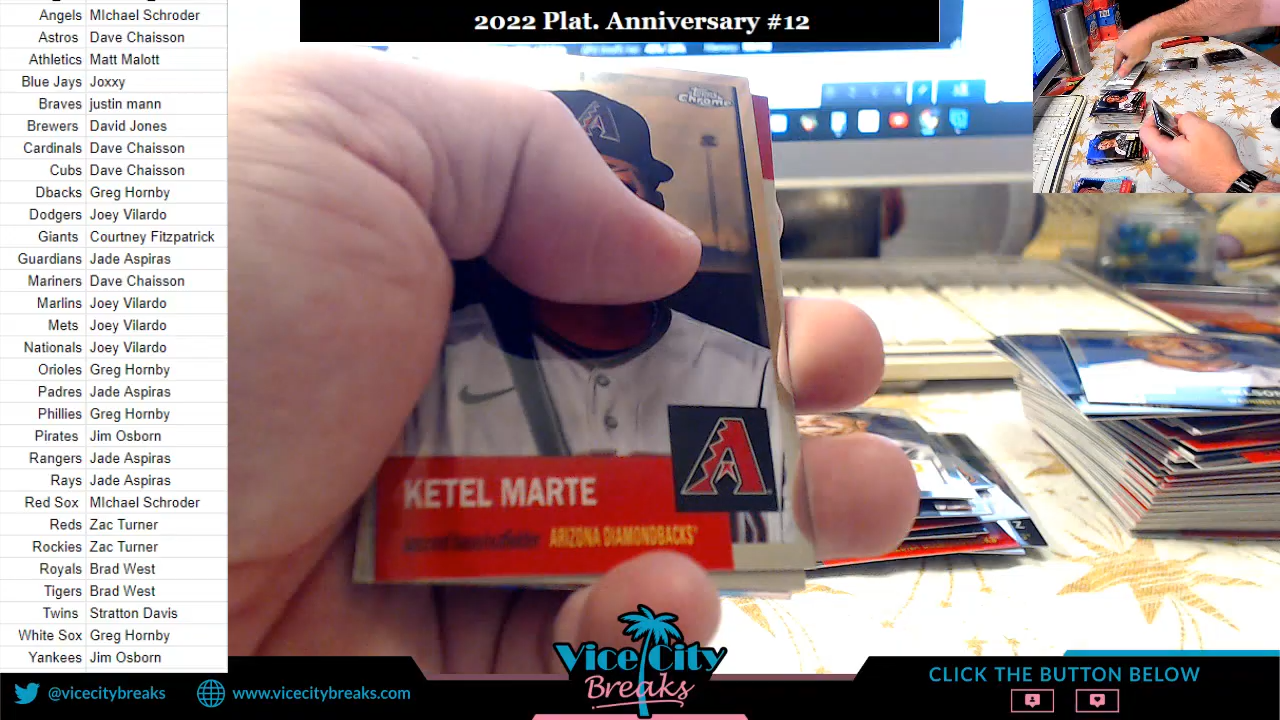 2022 Plat. Anniversary #12
Angels MIchael Schroder
Astros Dave Chaisson
Athletics Matt Malott
Blue Jays Joxxy
Braves justin mann
Brewers David Jones
Cardinals Dave Chaisson
Cubs Dave Chaisson
Dbacks Greg Hornby
Dodgers Joey Vilardo
Giants Courtney Fitzpatrick
Guardians Jade Aspiras
Mariners Dave Chaisson
Marlins Joey Vilardo
Mets Joey Vilardo
Nationals Joey Vilardo
Orioles Greg Hornby
Padres Jade Aspiras
Phillies Greg Hornby
Pirates Jim Osborn
Rangers Jade Aspiras
Rays Jade Aspiras
Red Sox MIchael Schroder
Reds Zac Turner
Rockies Zac Turner
Royals Brad West
Tigers Brad West
Twins Stratton Davis
White Sox Greg Hornby
Yankees Jim Osborn
Topps
Chrome
A
A
KETEL MARTE
ARIZONA DIAMONDBACKS
Vice City
Breaks
@vicecitybreaks
www.vicecitybreaks.com
CLICK THE BUTTON BELOW